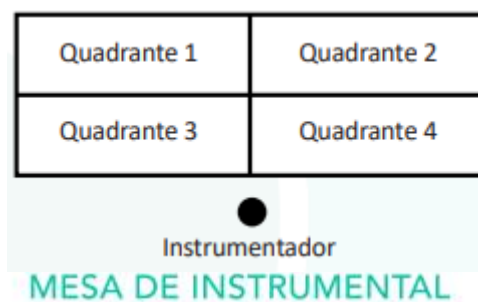 Quadrante 1 Quadrante 2
Quadrante 3 Quadrante 4
Instrumentador
MESA DE INSTRUMENTAL